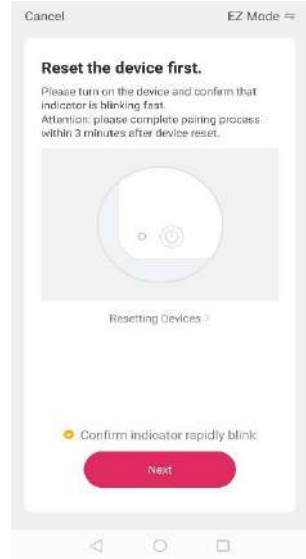 Cancel
EZ Mode
Reset the device first.
Please turn on the device and confirm that
indicator is blinking fast.
Attention: please complete pairing process
within 3 minutes after device reset.
Resetting Devices >
Confirm indicator rapidly blink
Next